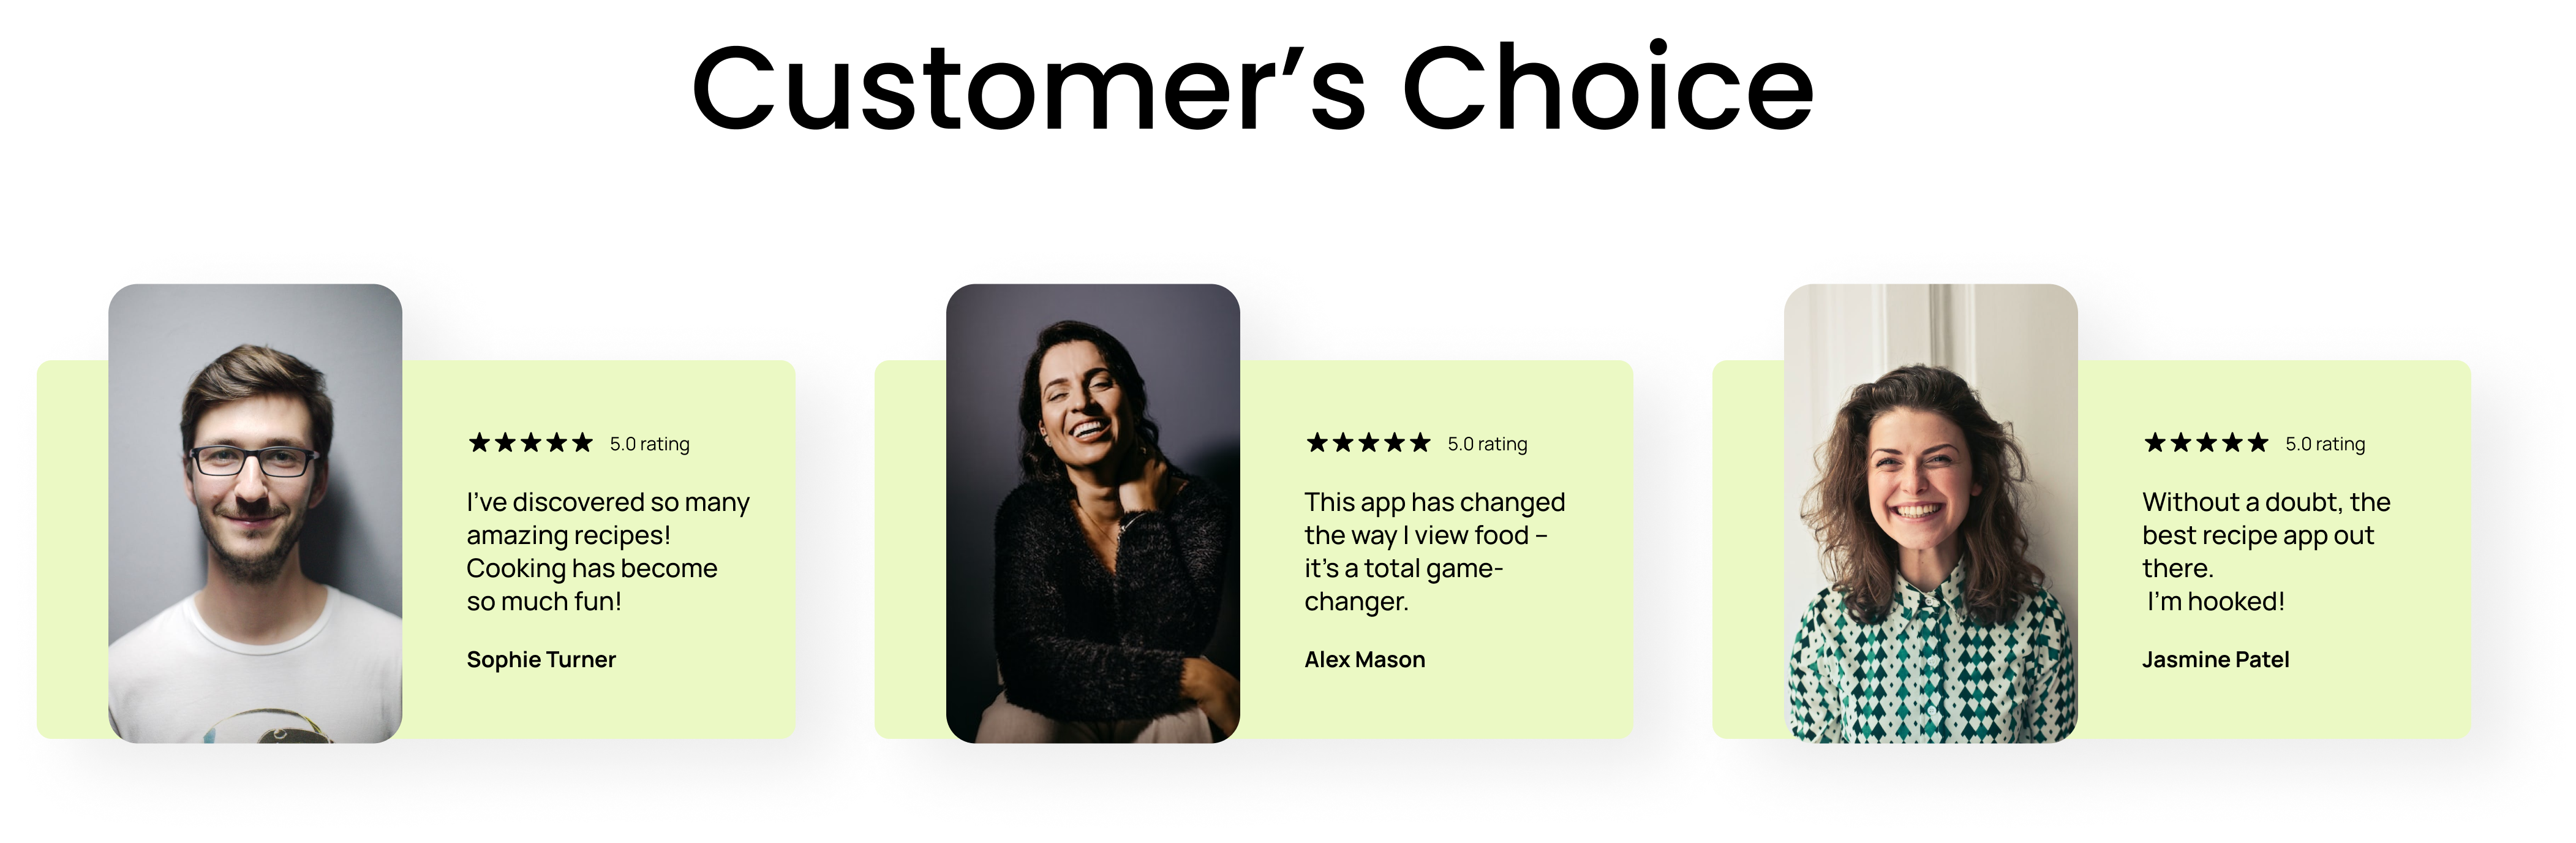 Customer’s Choice
5.0 rating
I’ve discovered so many
amazing recipes!
Cooking has become
so much fun!
Sophie Turner
5.0 rating
This app has changed
the way I view food –
it’s a total game-
changer.
Alex Mason
5.0 rating
Without a doubt, the
best recipe app out
there.
I’m hooked!
Jasmine Patel